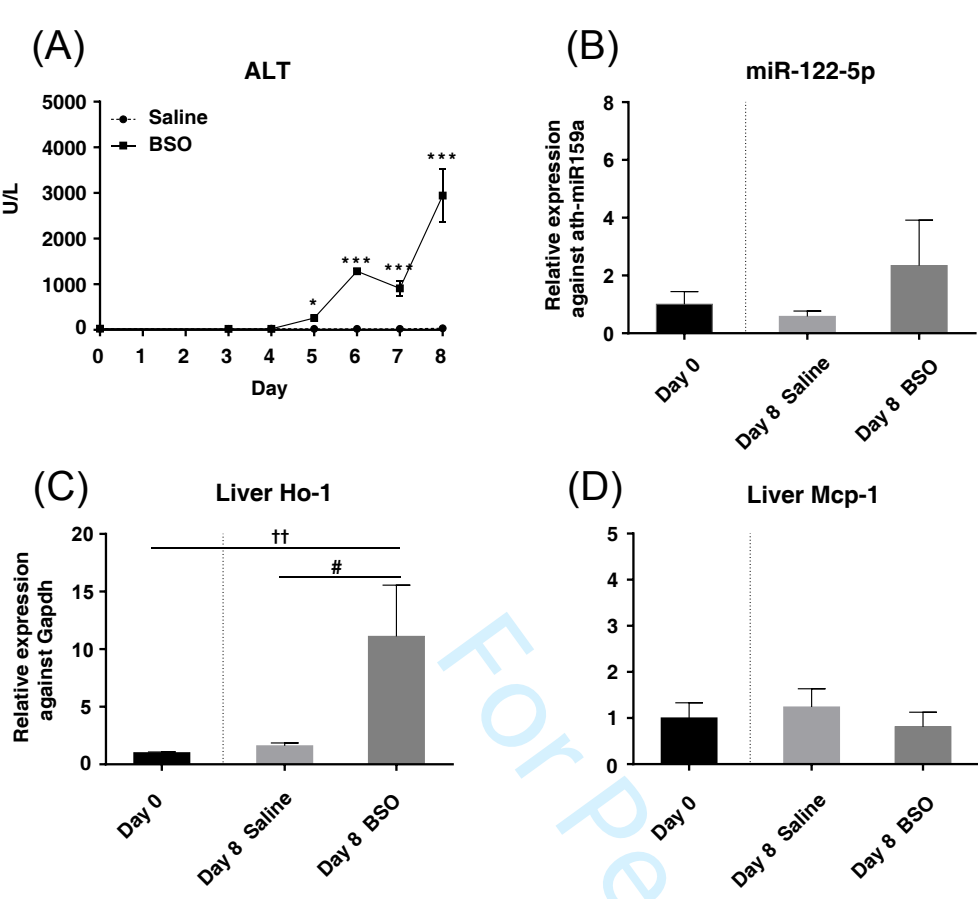 (A)
ALT
5000
4000
3000
2000
1000
0
U/L
Saline
BSO
*
***
***
***
0 1 2 3 4 5 6 7 8
Day
(B)
miR-122-5p
Relative expression
against ath-miR159a
8
6
4
2
0
Day 0
Day 8 Saline
Day 8 BSO
(C)
Liver Ho-1
Relative expression
against Gapdh
20
15
10
5
0
††
#
Day 0
Day 8 Saline
Day 8 BSO
(D)
Liver Mcp-1
5
4
3
2
1
0
Day 0
Day 8 Saline
Day 8 BSO
For Pe